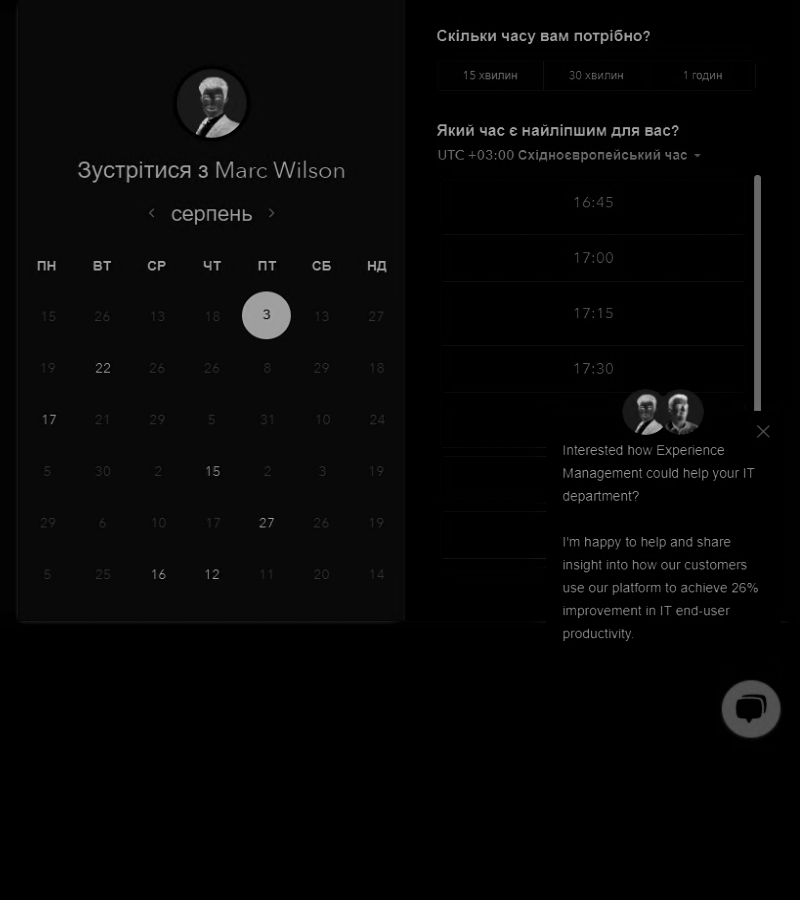 Зустрітися з Marc Wilson
серпень
ПН ВТ СР ЧТ ПТ СБ НД
15 26 13 18 3 13 27
19 22 26 26 8 29 18
17 21 29 5 31 10 24
5 30 2 15 2 3 19
29 6 10 17 27 26 19
5 25 16 12 11 20 14
Скільки часу вам потрібно?
15 хвилин 30 хвилин 1 годин
Який час є найліпшим для вас?
UTC +03:00 Східноєвропейський час
16:45
17:00
17:15
17:30
Interested how Experience
Management could help your IT
department?
I'm happy to help and share
insight into how our customers
use our platform to achieve 26%
improvement in IT end-user
productivity.